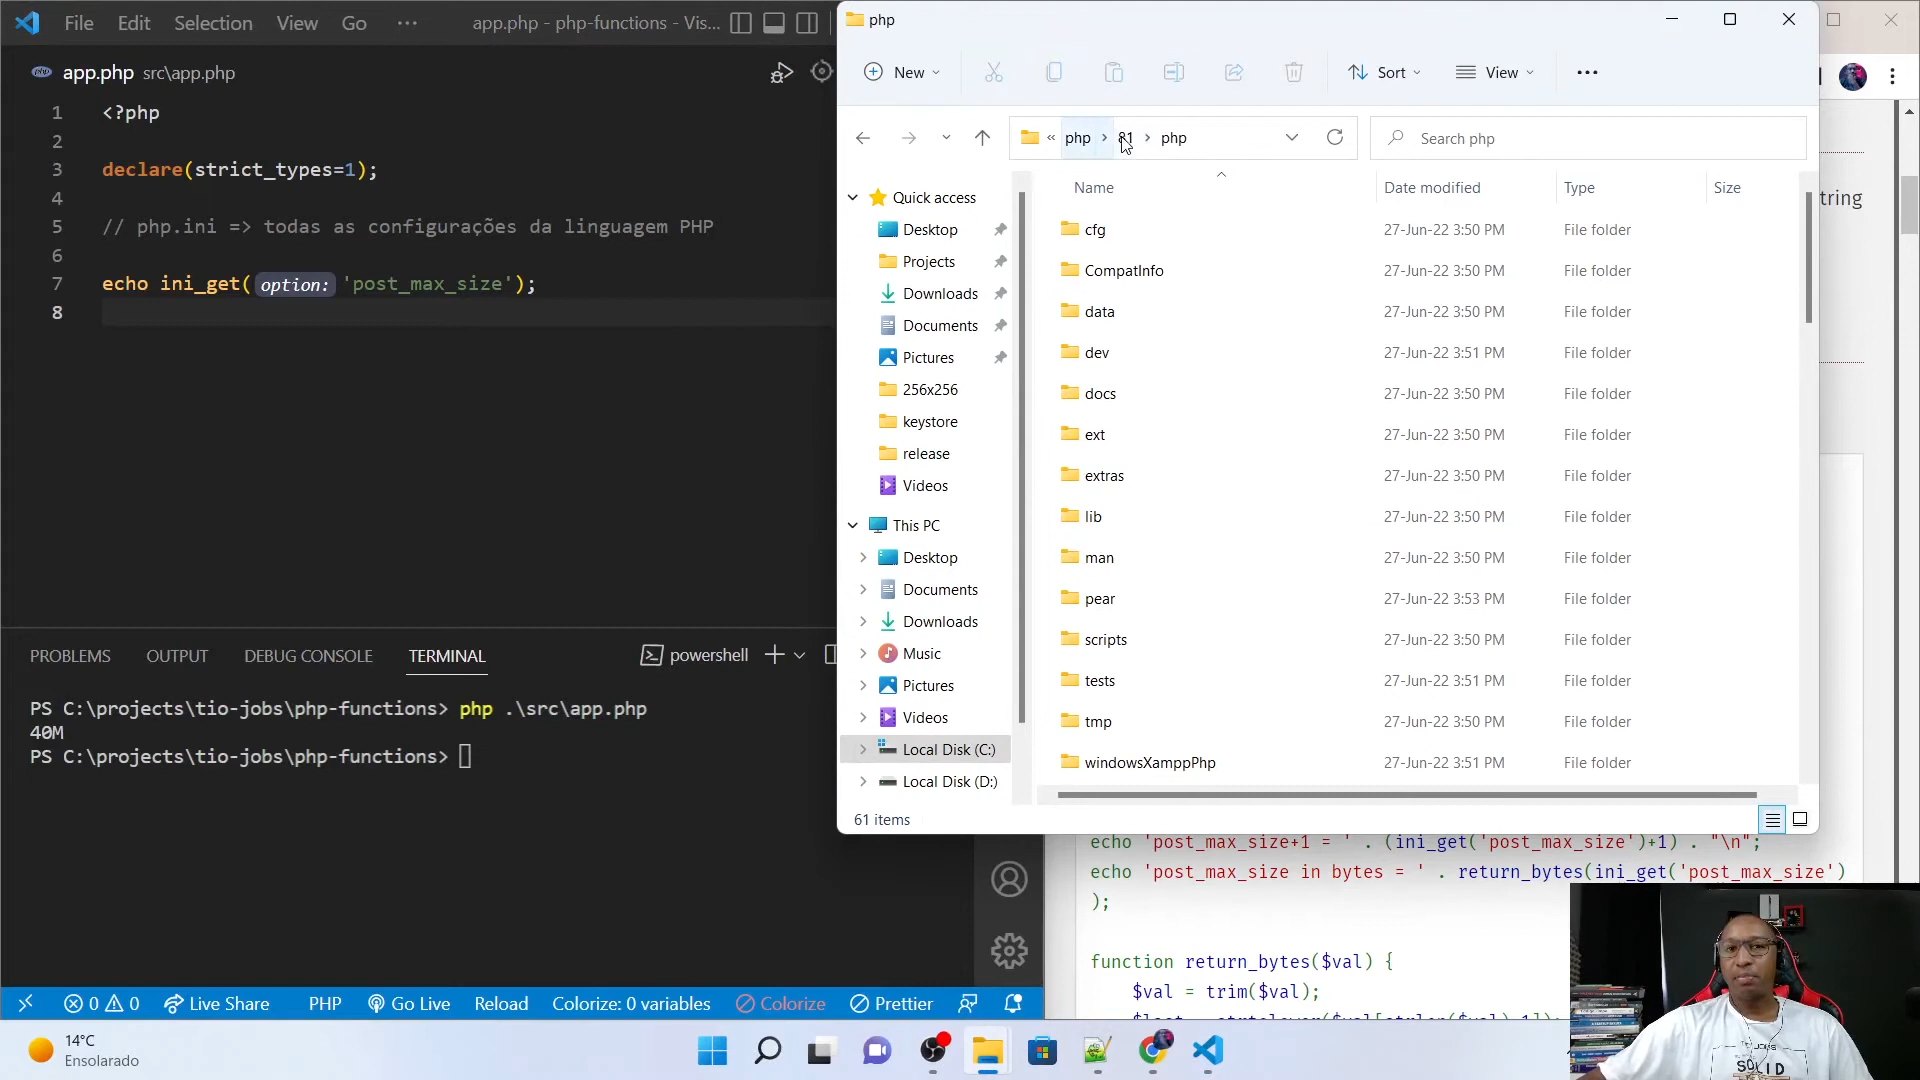 File Edit Selection View Go ··· app.php - php-functions - Vis...
app.php src\app.php
1 <?php
2
3 declare(strict_types=1);
4
5 // php.ini => todas as configurações da linguagem PHP
6
7 echo ini_get(option: 'post_max_size');
8
PROBLEMS OUTPUT DEBUG CONSOLE TERMINAL powershell
PS C:\projects\tio-jobs\php-functions> php .\src\app.php
40M
PS C:\projects\tio-jobs\php-functions>
0 0 Live Share PHP Go Live Reload Colorize: 0 variables Colorize Prettier
php
New Sort View
« php > 81 > php Search php
Quick access
Desktop
Projects
Downloads
Documents
Pictures
256x256
keystore
release
Videos
This PC
Desktop
Documents
Downloads
Music
Pictures
Videos
Local Disk (C:)
Local Disk (D:)
Name Date modified Type Size
cfg 27-Jun-22 3:50 PM File folder
CompatInfo 27-Jun-22 3:50 PM File folder
data 27-Jun-22 3:50 PM File folder
dev 27-Jun-22 3:51 PM File folder
docs 27-Jun-22 3:50 PM File folder
ext 27-Jun-22 3:50 PM File folder
extras 27-Jun-22 3:50 PM File folder
lib 27-Jun-22 3:50 PM File folder
man 27-Jun-22 3:50 PM File folder
pear 27-Jun-22 3:53 PM File folder
scripts 27-Jun-22 3:50 PM File folder
tests 27-Jun-22 3:51 PM File folder
tmp 27-Jun-22 3:50 PM File folder
windowsXamppPhp 27-Jun-22 3:51 PM File folder
61 items
tring
echo 'post_max_size+1 = ' . (ini_get('post_max_size')+1) . "\n";
echo 'post_max_size in bytes = ' . return_bytes(ini_get('post_max_size')
);
function return_bytes($val) {
$val = trim($val);
14°C
Ensolarado
SOLID